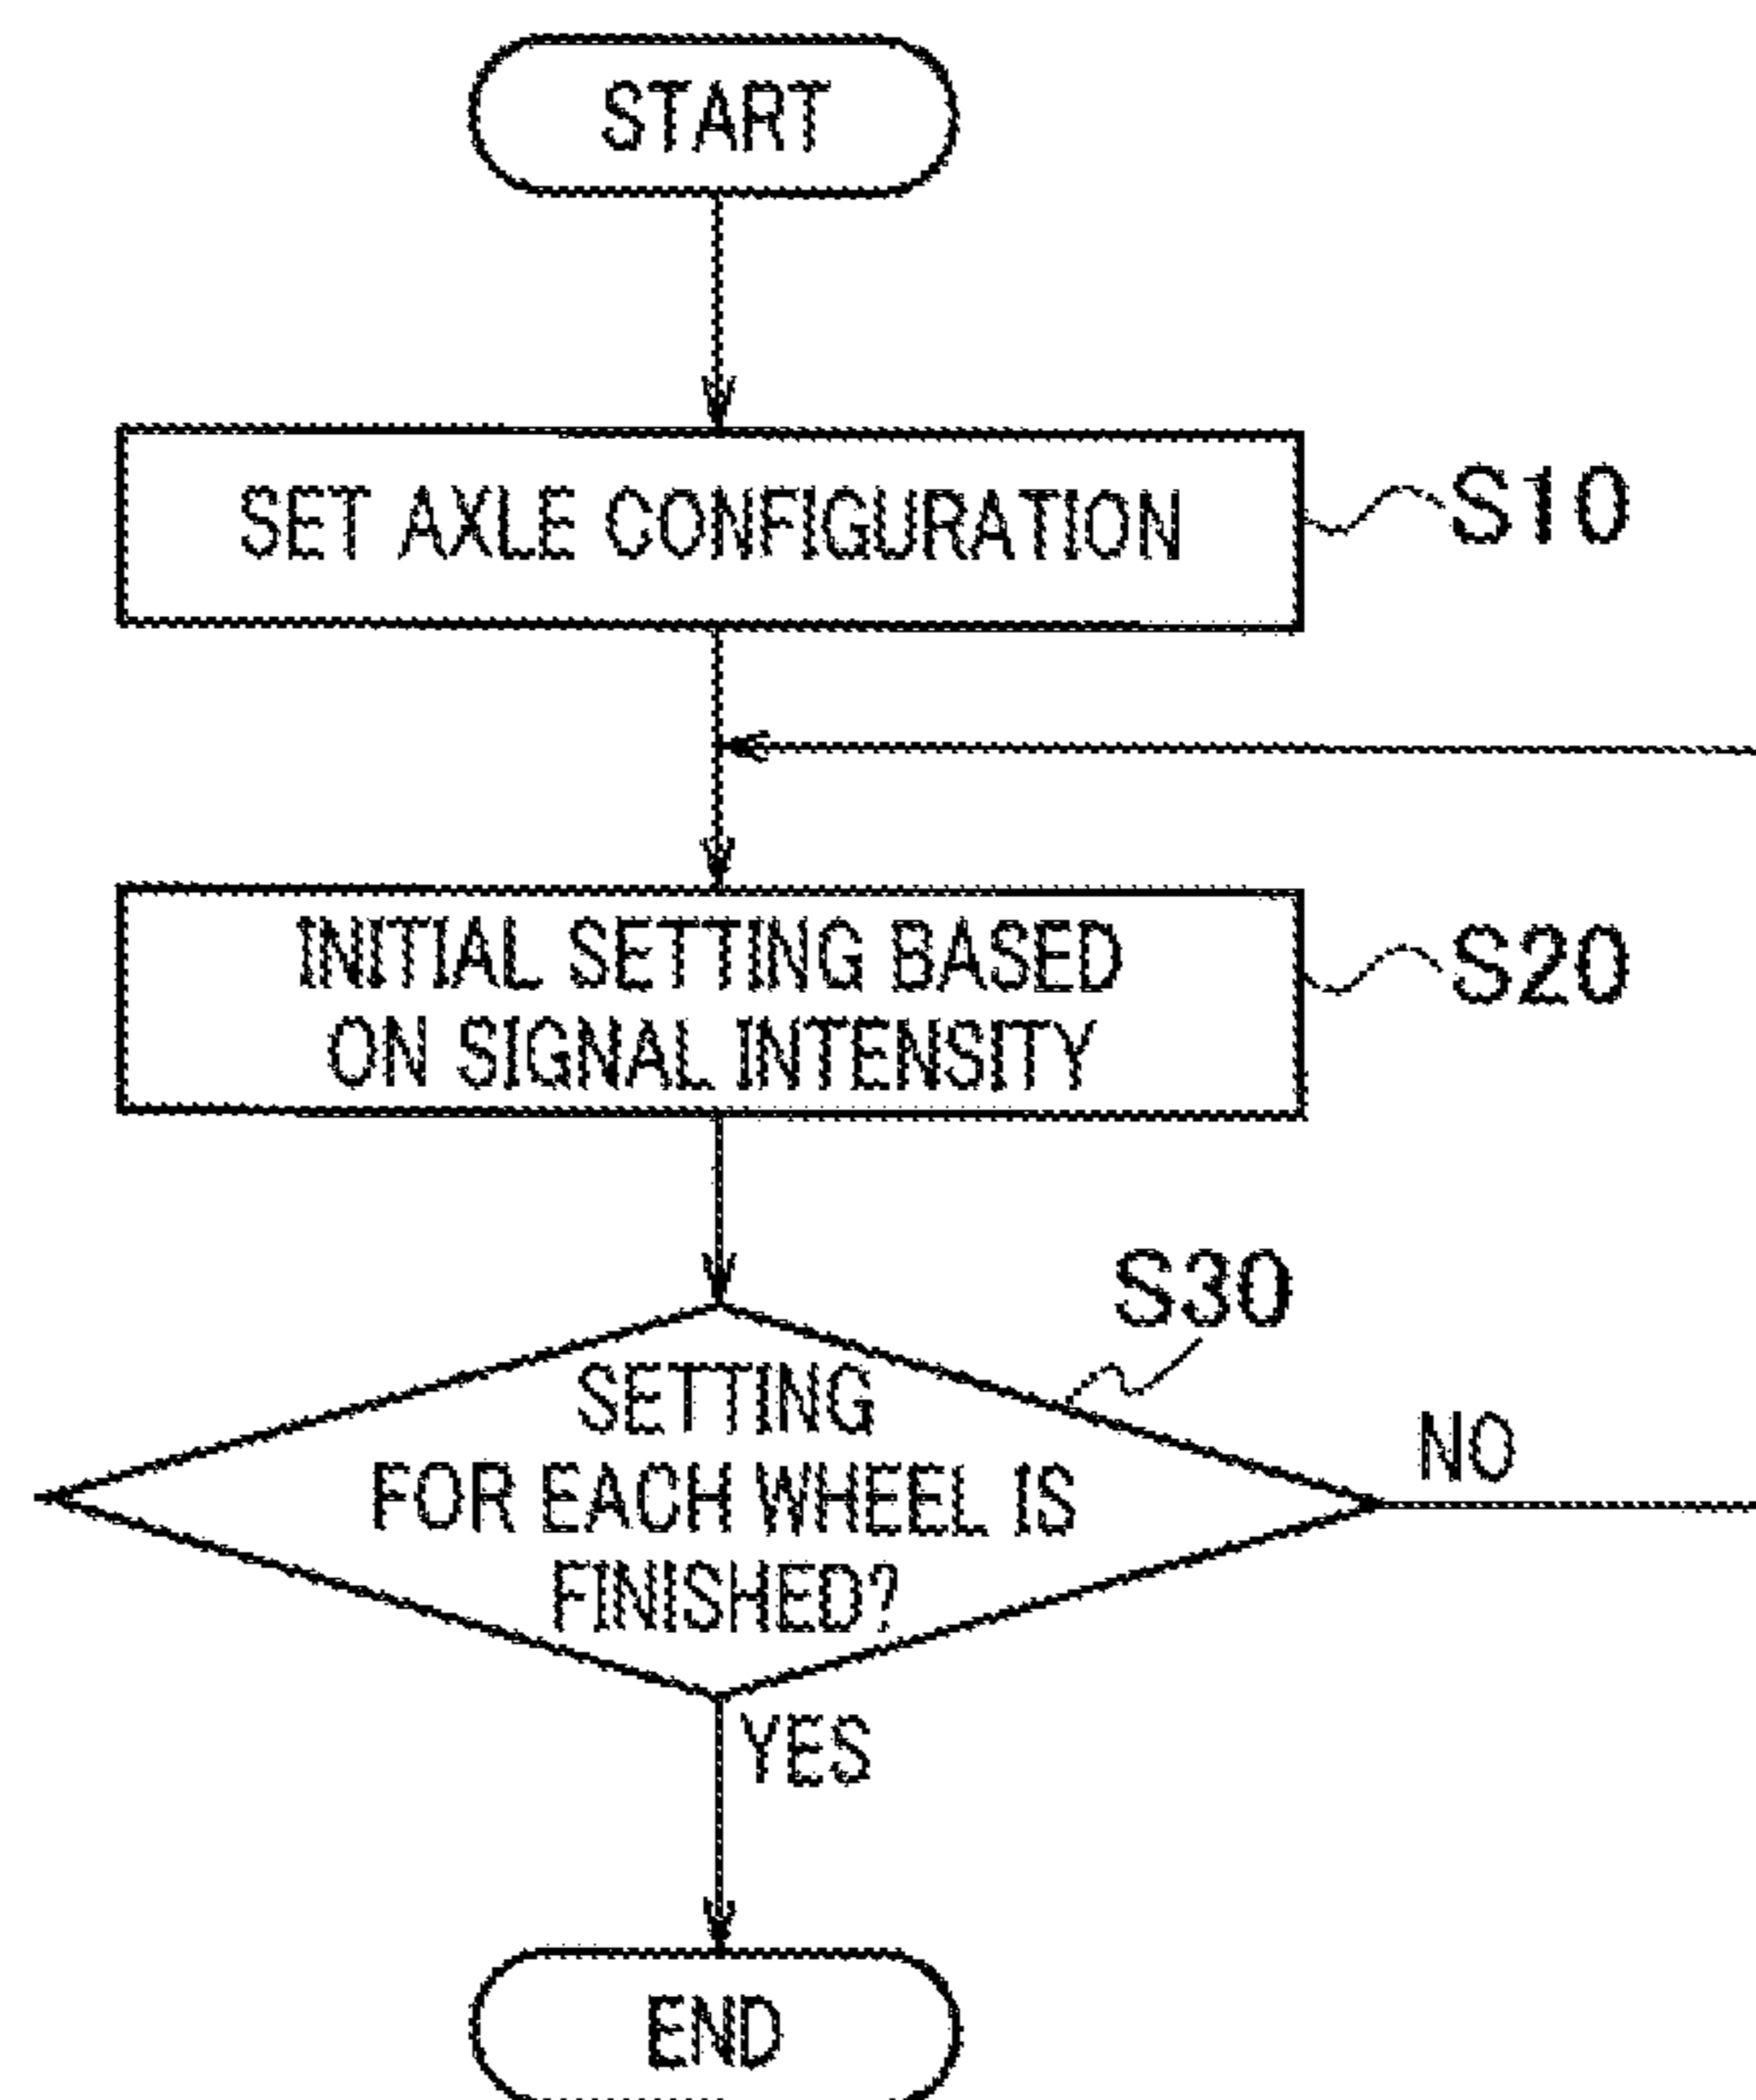 START
SET AXLE CONFIGURATION
S10
INITIAL SETTING BASED
ON SIGNAL INTENSITY
S20
S30
SETTING
FOR EACH WHEEL IS
FINISHED?
NO
YES
END